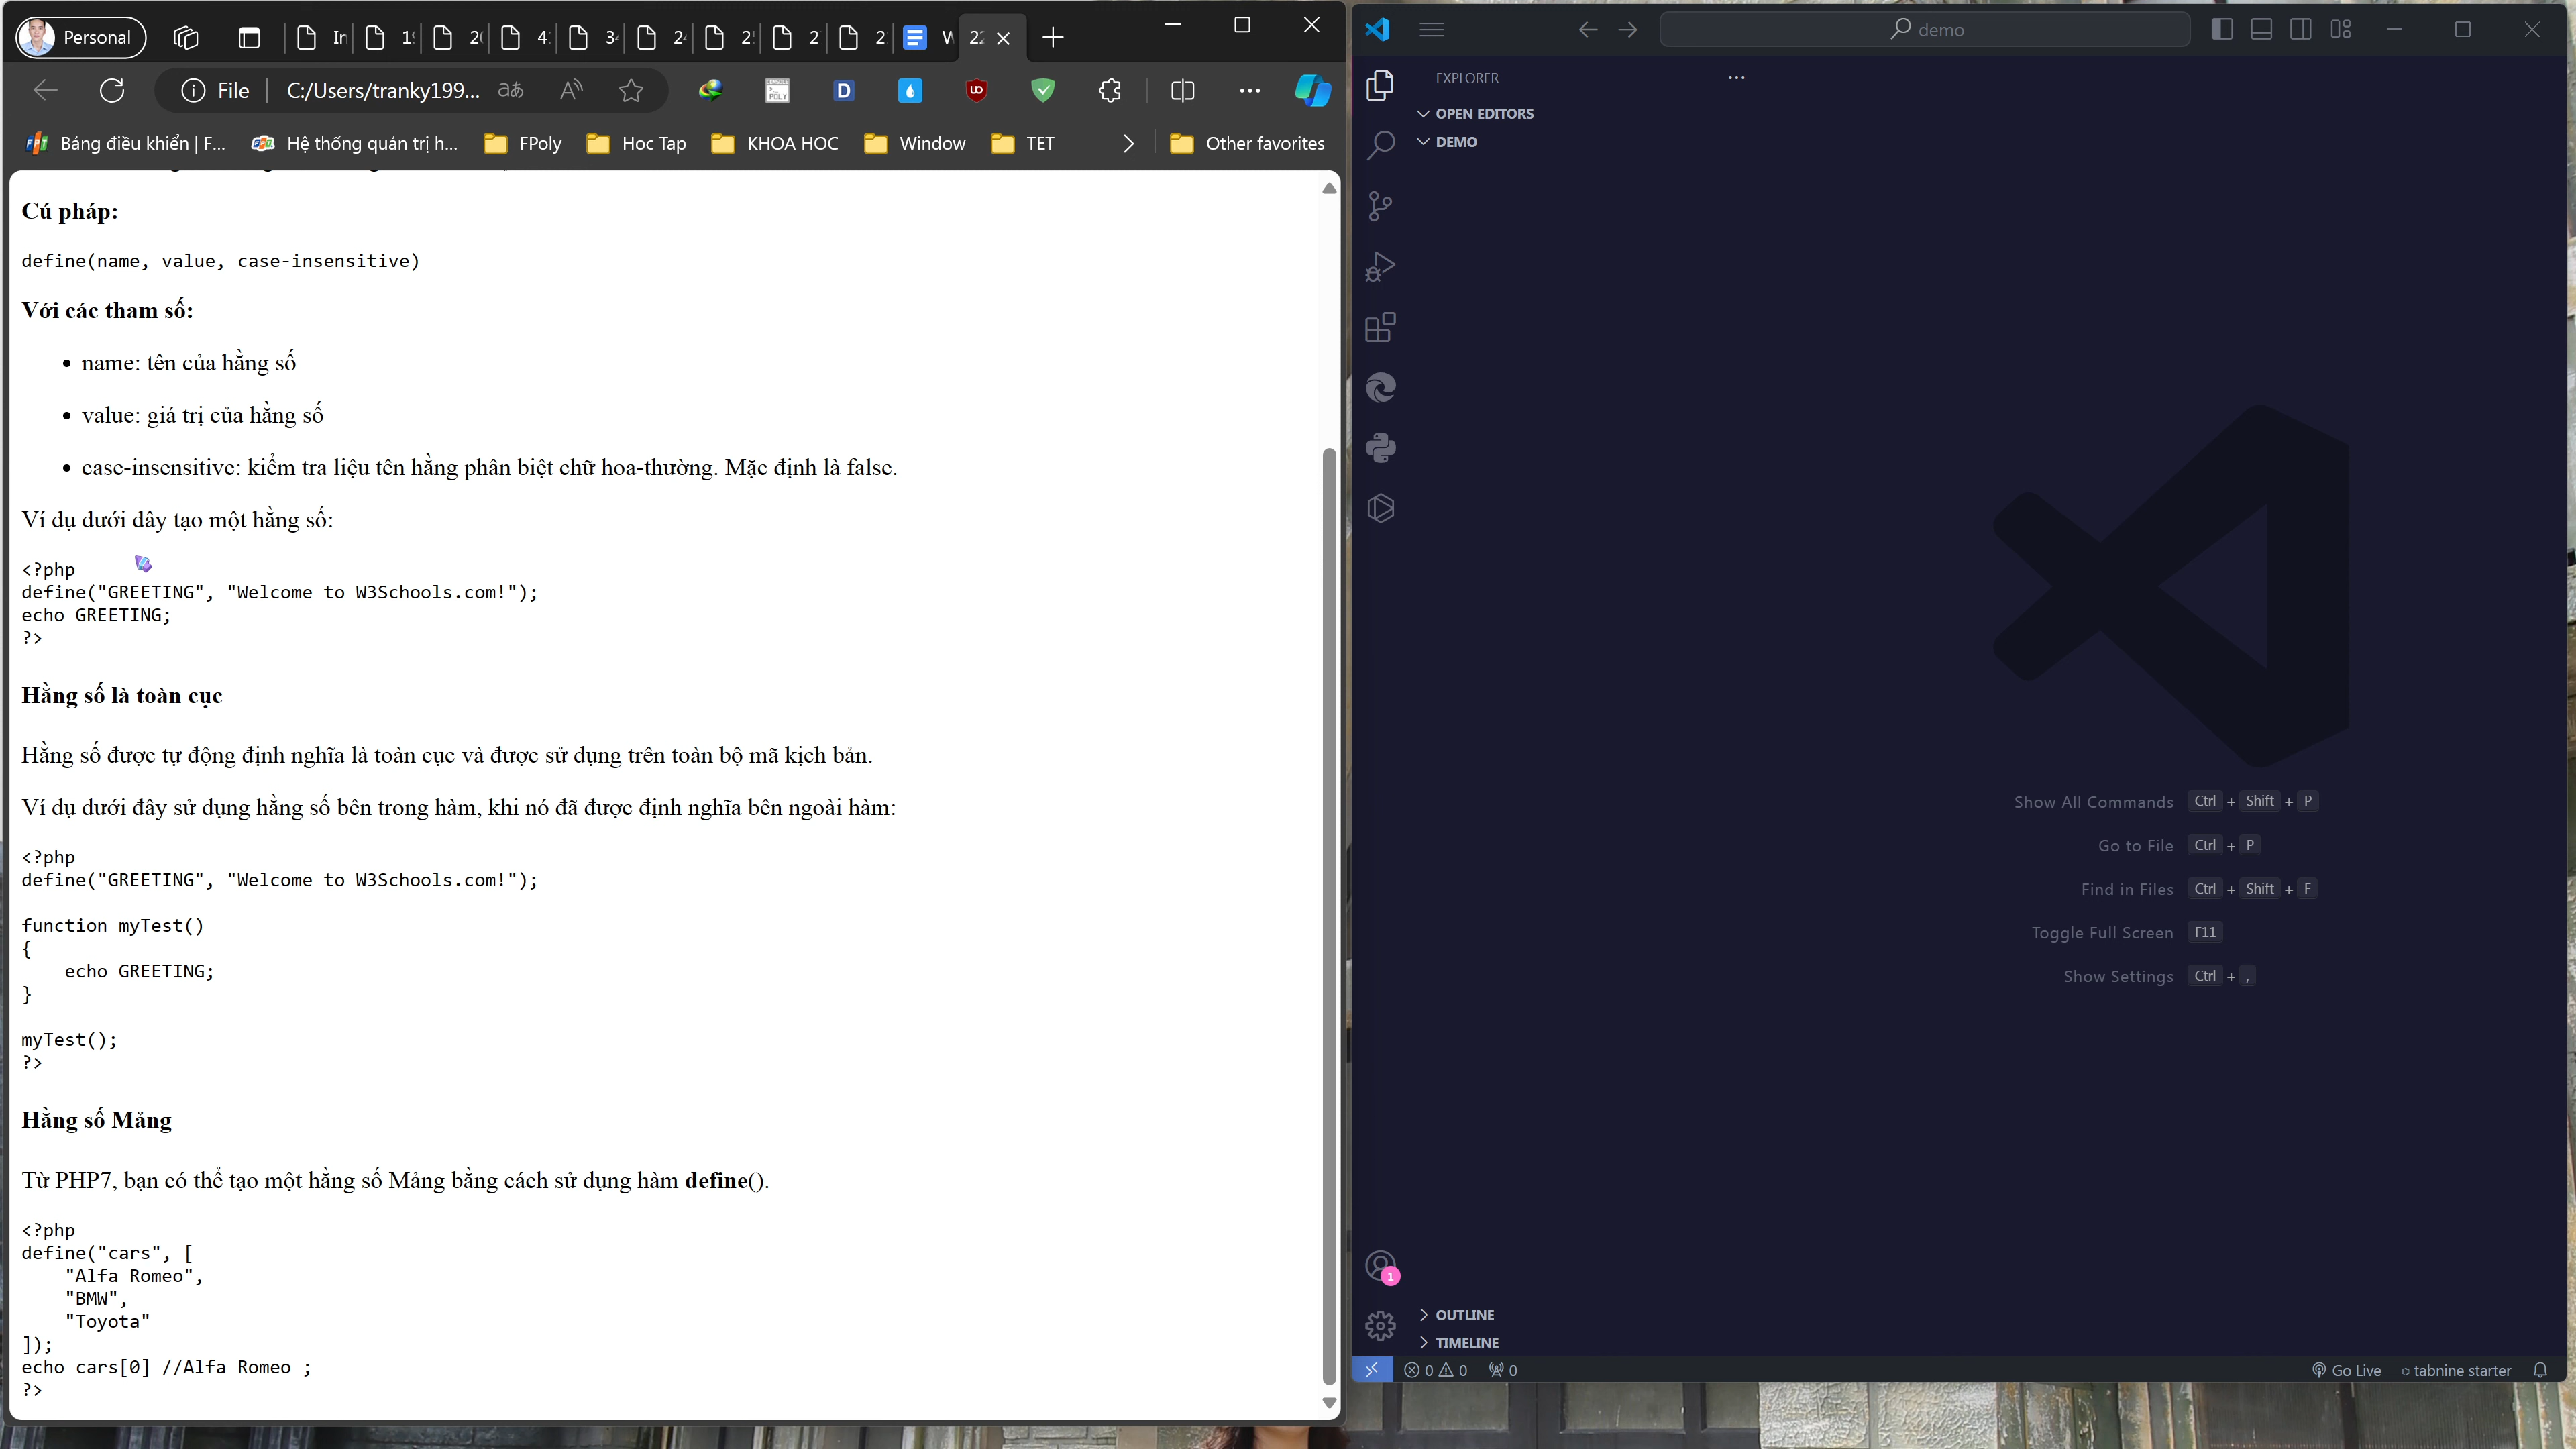 Personal
File
C:/Users/tranky199...
Bảng điều khiển | F...
Hệ thống quản trị h...
FPoly
Hoc Tap
KHOA HOC
Window
TET
Other favorites
Cú pháp:
define(name, value, case-insensitive)
Với các tham số:
• name: tên của hằng số
• value: giá trị của hằng số
• case-insensitive: kiểm tra liệu tên hằng phân biệt chữ hoa-thường. Mặc định là false.
Ví dụ dưới đây tạo một hằng số:
<?php
define("GREETING", "Welcome to W3Schools.com!");
echo GREETING;
?>
Hằng số là toàn cục
Hằng số được tự động định nghĩa là toàn cục và được sử dụng trên toàn bộ mã kịch bản.
Ví dụ dưới đây sử dụng hằng số bên trong hàm, khi nó đã được định nghĩa bên ngoài hàm:
<?php
define("GREETING", "Welcome to W3Schools.com!");
function myTest()
{
echo GREETING;
}
myTest();
?>
Hằng số Mảng
Từ PHP7, bạn có thể tạo một hằng số Mảng bằng cách sử dụng hàm define().
<?php
define("cars", [
"Alfa Romeo",
"BMW",
"Toyota"
]);
echo cars[0] //Alfa Romeo ;
?>
demo
EXPLORER
OPEN EDITORS
DEMO
Show All Commands Ctrl + Shift + P
Go to File Ctrl + P
Find in Files Ctrl + Shift + F
Toggle Full Screen F11
Show Settings Ctrl + ,
1
OUTLINE
TIMELINE
0 0 0
Go Live
tabnine starter